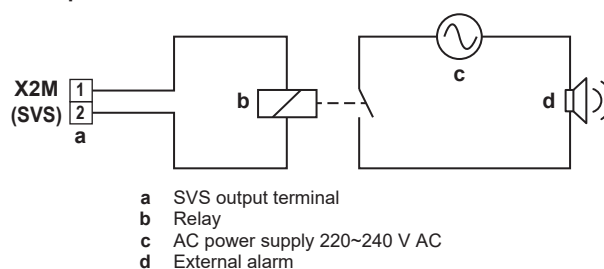 X2M
(SVS)
1
2
a
b
c
d
a SVS output terminal
b Relay
c AC power supply 220~240 V AC
d External alarm